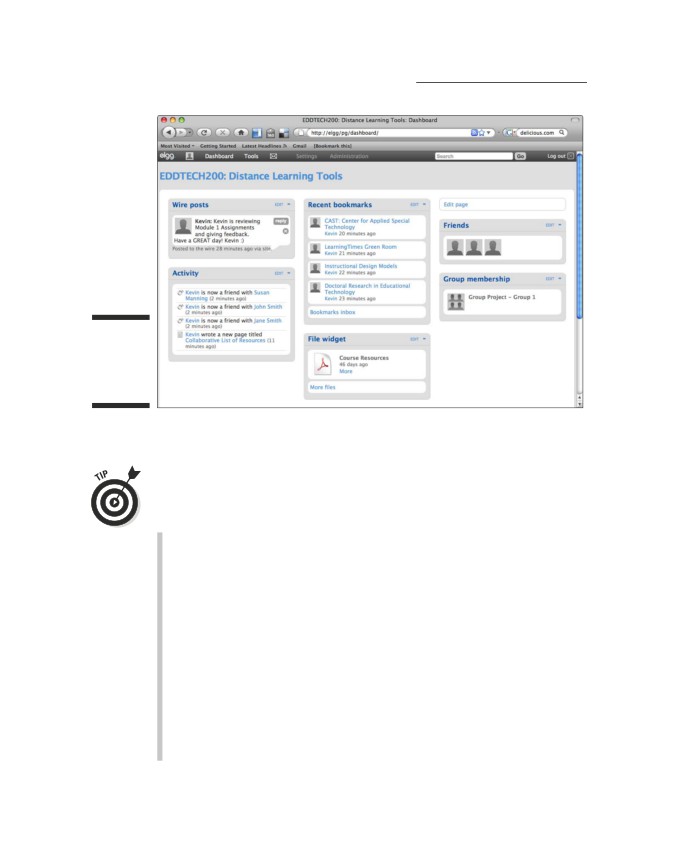 EDDTECH200: Distance Learning Tools: Dashboard
http://elgg/pg/dashboard/
delicious.com
Most Visited Getting Started Latest Headlines Gmail [Bookmark this]
elgg Dashboard Tools Settings Administration Search Go Log out
EDDTECH200: Distance Learning Tools
Wire posts EDIT
Kevin: Kevin is reviewing
Module 1 Assignments
and giving feedback.
Have a GREAT day! Kevin :)
reply
Posted to the wire 28 minutes ago via site
Activity EDIT
Kevin is now a friend with Susan
Manning (2 minutes ago)
Kevin is now a friend with John Smith
(2 minutes ago)
Kevin is now a friend with Jane Smith
(2 minutes ago)
Kevin wrote a new page titled
Collaborative List of Resources (11
minutes ago)
Recent bookmarks EDIT
CAST: Center for Applied Special
Technology
Kevin 20 minutes ago
LearningTimes Green Room
Kevin 21 minutes ago
Instructional Design Models
Kevin 22 minutes ago
Doctoral Research in Educational
Technology
Kevin 23 minutes ago
Bookmarks inbox
File widget EDIT
Course Resources
46 days ago
More
More files
Edit page
Friends EDIT
Group membership EDIT
Group Project - Group 1
TIP